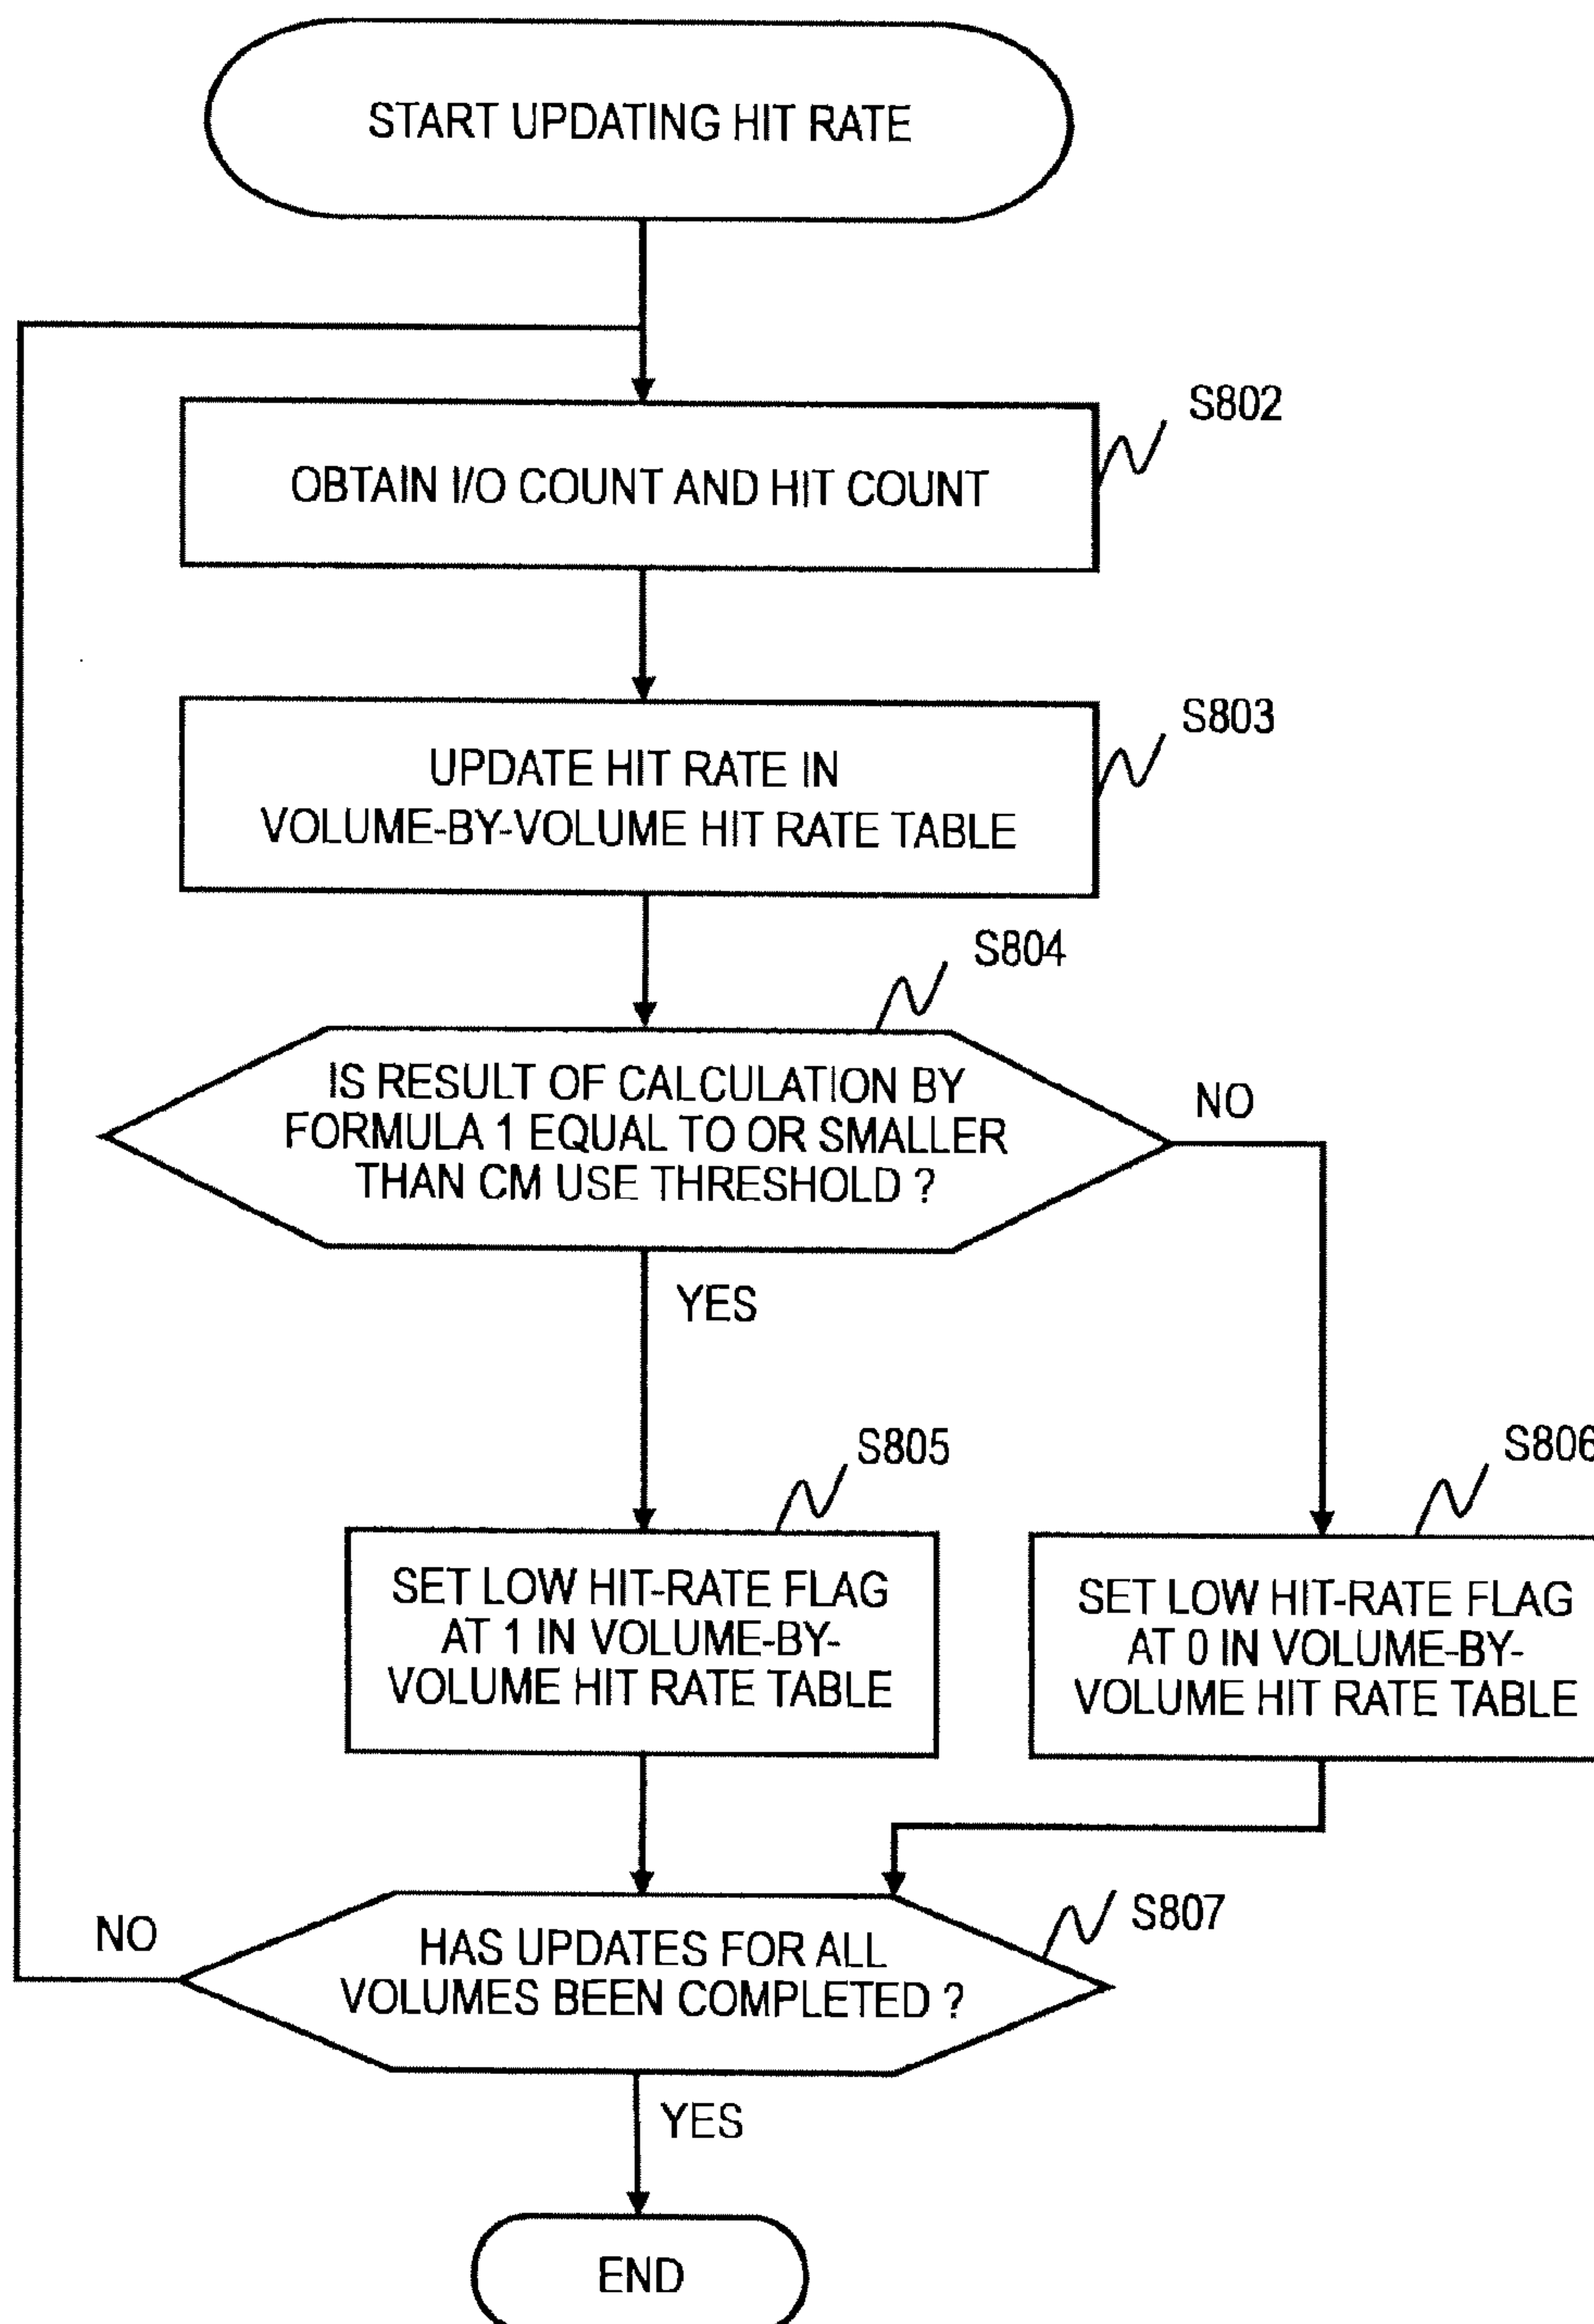 START UPDATING HIT RATE
S802
OBTAIN I/O COUNT AND HIT COUNT
S803
UPDATE HIT RATE IN
VOLUME-BY-VOLUME HIT RATE TABLE
S804
IS RESULT OF CALCULATION BY
FORMULA 1 EQUAL TO OR SMALLER
THAN CM USE THRESHOLD ?
NO
YES
S805
SET LOW HIT-RATE FLAG
AT 1 IN VOLUME-BY-
VOLUME HIT RATE TABLE
S806
SET LOW HIT-RATE FLAG
AT 0 IN VOLUME-BY-
VOLUME HIT RATE TABLE
S807
NO
HAS UPDATES FOR ALL
VOLUMES BEEN COMPLETED ?
YES
END